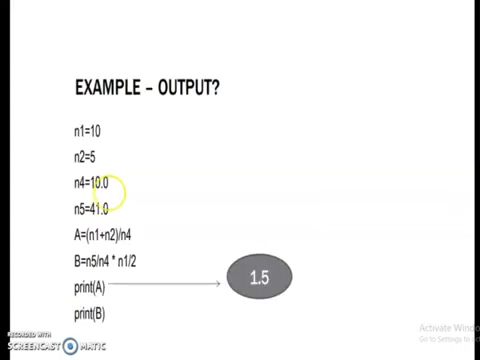 EXAMPLE – OUTPUT?
n1=10
n2=5
n4=10.0
n5=41.0
A=(n1+n2)/n4
B=n5/n4 * n1/2
print(A)
1.5
print(B)
Activate Windo
Go to Settings to a
RECORDED WITH
SCREENCAST MATIC